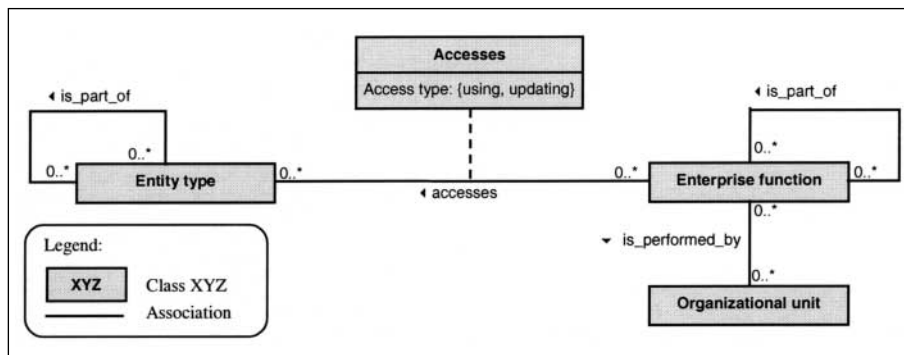 Accesses
Access type: {using, updating}
◄ is_part_of
◄ is_part_of
0..*
0..*
0..*
0..*
0..*
0..*
Entity type
Enterprise function
◄ accesses
0..*
▼ is_performed_by
0..*
Organizational unit
Legend:
XYZ Class XYZ
Association